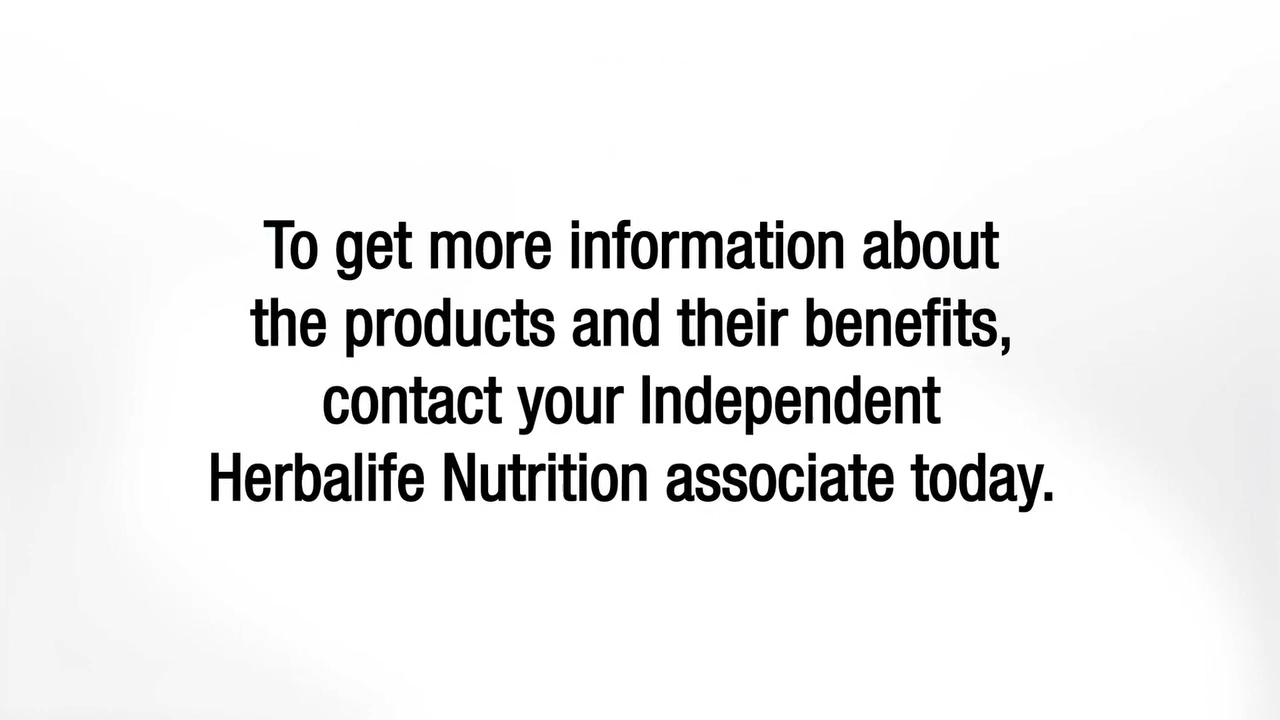 To get more information about
the products and their benefits,
contact your Independent
Herbalife Nutrition associate today.